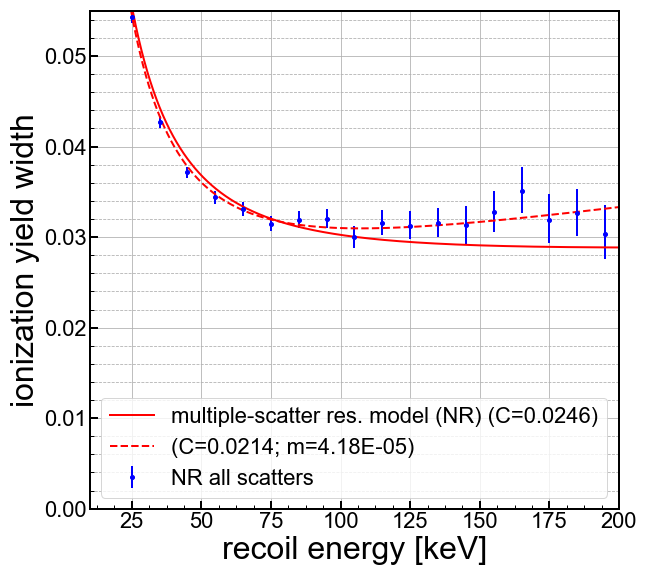 0.05
0.04
0.03
0.02
0.01
0.00
ionization yield width
multiple-scatter res. model (NR) (C=0.0246)
(C=0.0214; m=4.18E-05)
NR all scatters
25 50 75 100 125 150 175 200
recoil energy [keV]